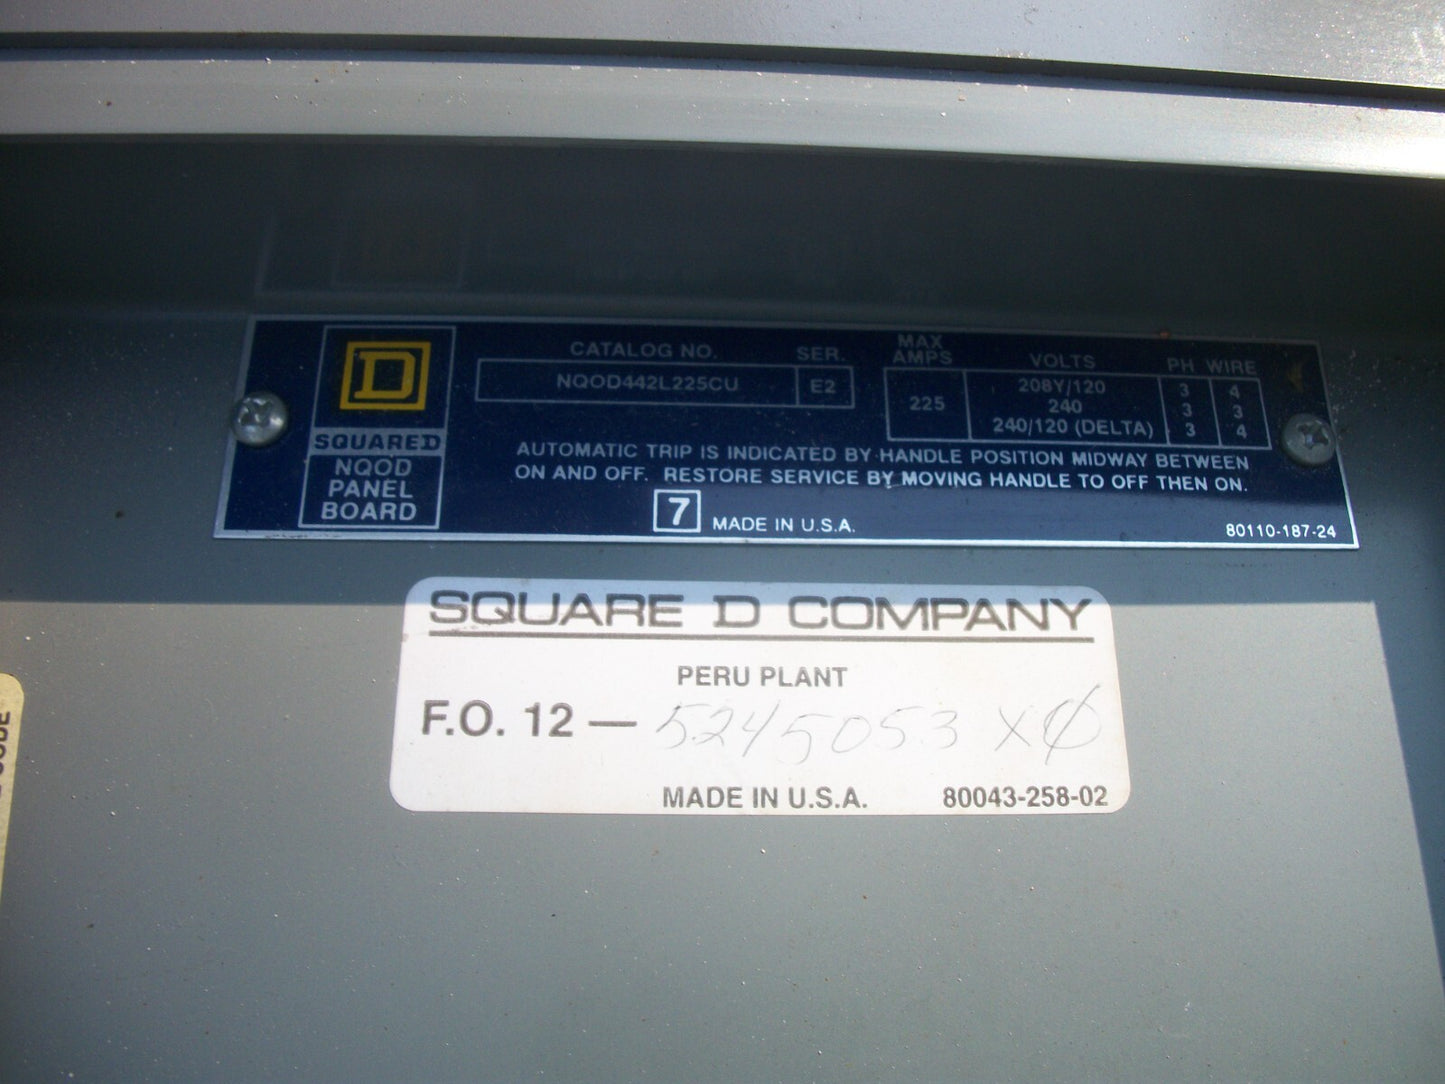 D
SQUARE D
NQOD
PANEL
BOARD
CATALOG NO. SER.
NQOD442L225CU E2
MAX
AMPS VOLTS PH WIRE
225
208Y/120 3 4
240 3 3
240/120 (DELTA) 3 4
AUTOMATIC TRIP IS INDICATED BY HANDLE POSITION MIDWAY BETWEEN
ON AND OFF. RESTORE SERVICE BY MOVING HANDLE TO OFF THEN ON.
7 MADE IN U.S.A. 80110-187-24
SQUARE D COMPANY
PERU PLANT
F.O. 12 — 5245053 X0
MADE IN U.S.A. 80043-258-02
CODE